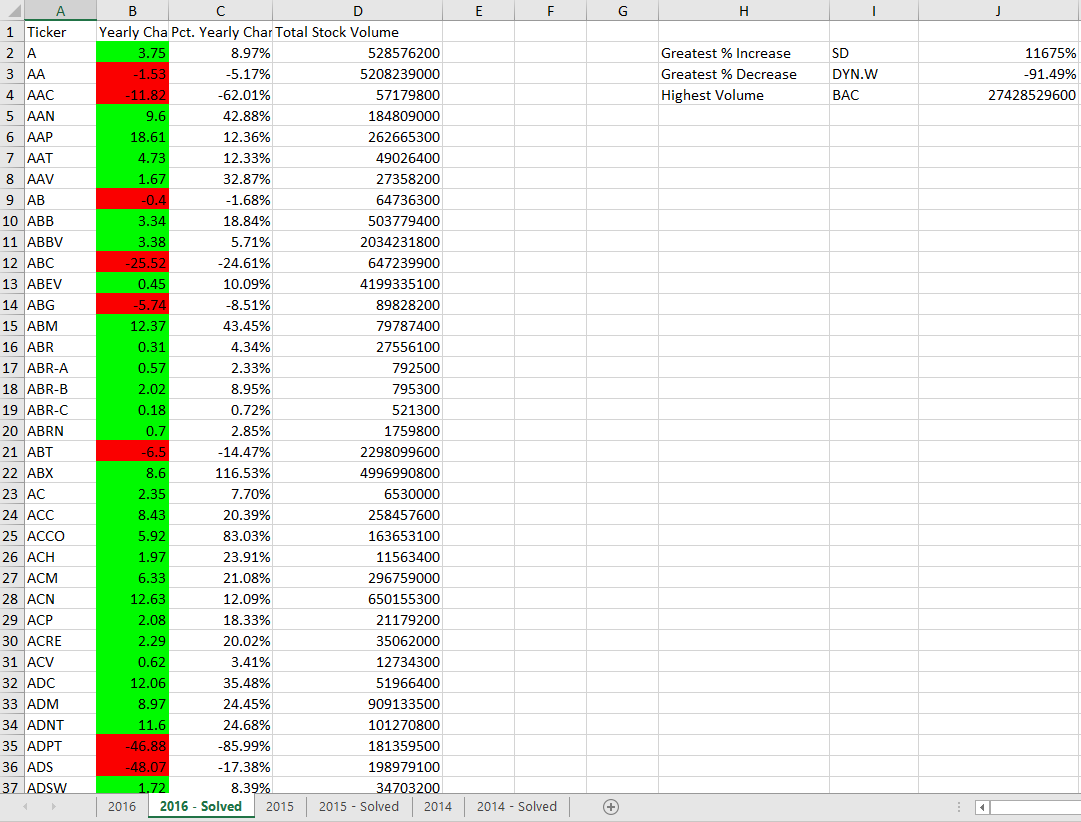 A B C D E F G H I J
1 Ticker Yearly Cha Pct. Yearly Char Total Stock Volume
2 A 3.75 8.97% 528576200 Greatest % Increase SD 11675%
3 AA -1.53 -5.17% 5208239000 Greatest % Decrease DYN.W -91.49%
4 AAC -11.82 -62.01% 57179800 Highest Volume BAC 27428529600
5 AAN 9.6 42.88% 184809000
6 AAP 18.61 12.36% 262665300
7 AAT 4.73 12.33% 49026400
8 AAV 1.67 32.87% 27358200
9 AB -0.4 -1.68% 64736300
10 ABB 3.34 18.84% 503779400
11 ABBV 3.38 5.71% 2034231800
12 ABC -25.52 -24.61% 647239900
13 ABEV 0.45 10.09% 4199335100
14 ABG -5.74 -8.51% 89828200
15 ABM 12.37 43.45% 79787400
16 ABR 0.31 4.34% 27556100
17 ABR-A 0.57 2.33% 792500
18 ABR-B 2.02 8.95% 795300
19 ABR-C 0.18 0.72% 521300
20 ABRN 0.7 2.85% 1759800
21 ABT -6.5 -14.47% 2298099600
22 ABX 8.6 116.53% 4996990800
23 AC 2.35 7.70% 6530000
24 ACC 8.43 20.39% 258457600
25 ACCO 5.92 83.03% 163653100
26 ACH 1.97 23.91% 11563400
27 ACM 6.33 21.08% 296759000
28 ACN 12.63 12.09% 650155300
29 ACP 2.08 18.33% 21179200
30 ACRE 2.29 20.02% 35062000
31 ACV 0.62 3.41% 12734300
32 ADC 12.06 35.48% 51966400
33 ADM 8.97 24.45% 909133500
34 ADNT 11.6 24.68% 101270800
35 ADPT -46.88 -85.99% 181359500
36 ADS -48.07 -17.38% 198979100
37 ADSW 1.72 8.39% 34703200
2016 2016 - Solved 2015 2015 - Solved 2014 2014 - Solved